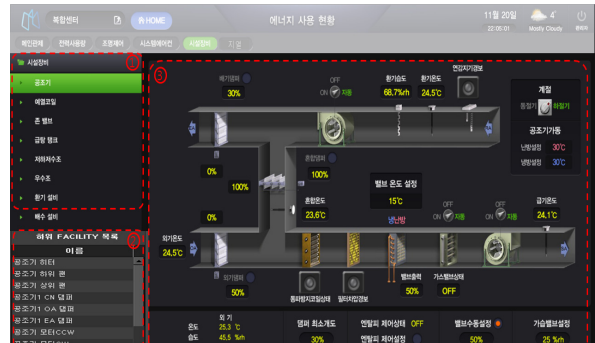 복합센터
HOME
에너지 사용 현황
11월 20일
22:08:01
4°
Mostly Cloudy
메인관제
전력사용량
조명제어
시스템에어컨
시설장비
지열
시설장비
공조기
예열코일
존 밸브
급탕 탱크
저하저수조
우수조
환기 설비
배수 설비
하위 FACILITY 목록
이름
공조기 히터
공조기 하위 팬
공조기 상위 팬
공조기1 CN 댐퍼
공조기1 OA 댐퍼
공조기1 EA 댐퍼
공조기 모터CCW
배기댐퍼
30%
OFF
ON 자동
환기습도
68,7%rh
환기온도
24,5℃
연감지기경보
계절
동절기
하절기
공조기가동
난방설정 30℃
냉방설정 30℃
0%
100%
0%
혼합댐퍼
100%
혼합온도
23,6℃
밸브 온도 설정
15℃
냉난방
OFF
ON 자동
OFF
ON 자동
급기온도
24,1℃
외기온도
24,5℃
외기댐퍼
50%
동파방지코일상태
필터차압경보
밸브출력
50%
가스밸브상태
OFF
외 기
온도 25,3 ℃
습도 45,5 %rh
댐퍼 최소개도
30%
엔탈피 제어상태 OFF
엔탈피 제어설정
밸브수동설정
50%
가습밸브설정
25 %rh